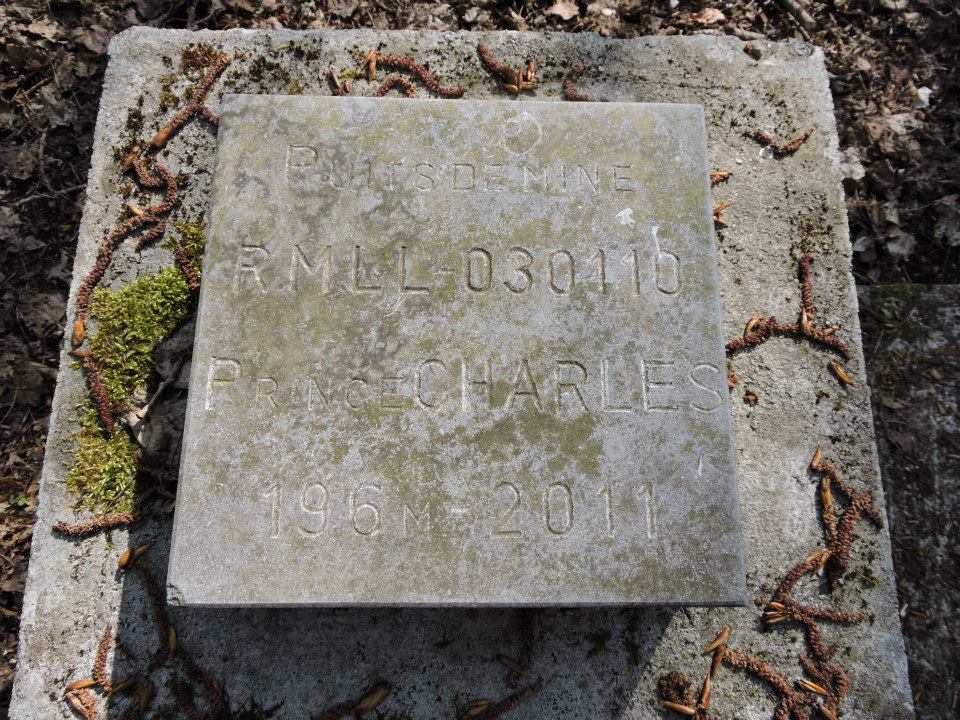 PUITS DE MINE
RMLL-030110
PRINCE CHARLES
196M-2011